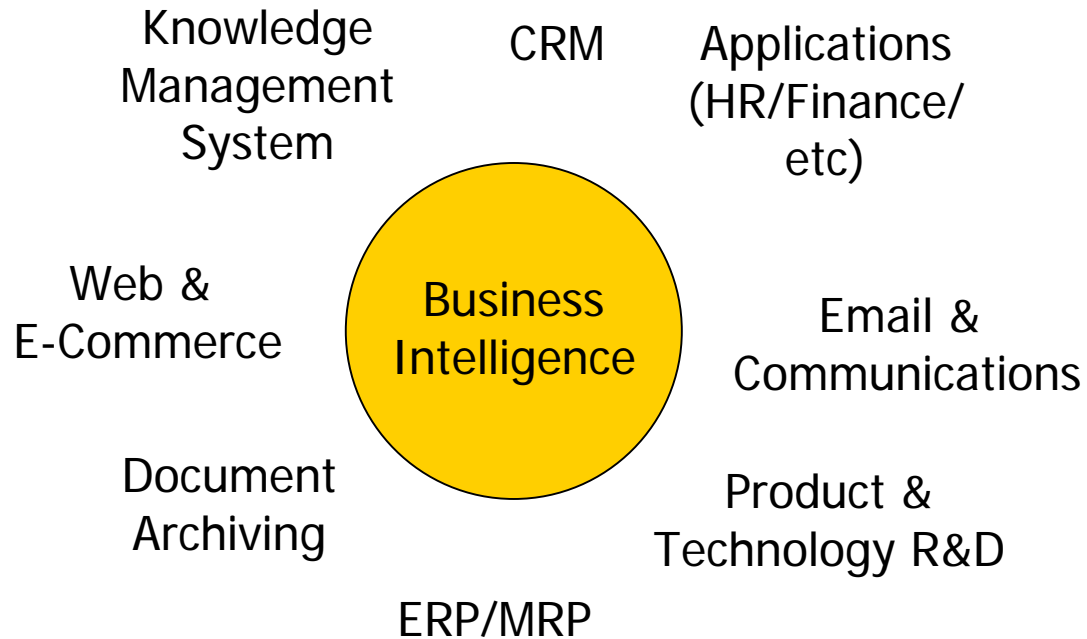 Knowledge
Management
System
CRM
Applications
(HR/Finance/
etc)
Web &
E-Commerce
Business
Intelligence
Email &
Communications
Document
Archiving
Product &
Technology R&D
ERP/MRP